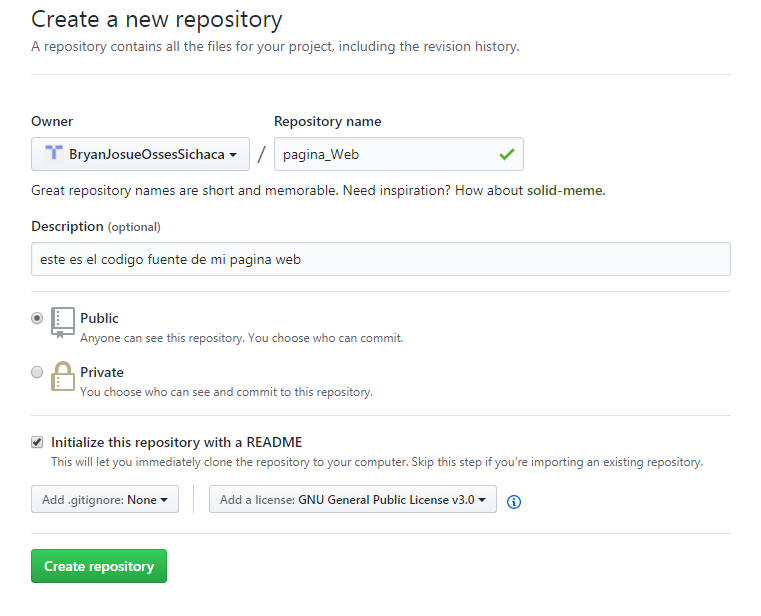 Create a new repository
A repository contains all the files for your project, including the revision history.
Owner
Repository name
BryanJosueOssesSichaca / pagina_Web
Great repository names are short and memorable. Need inspiration? How about solid-meme.
Description (optional)
este es el codigo fuente de mi pagina web
Public
Anyone can see this repository. You choose who can commit.
Private
You choose who can see and commit to this repository.
Initialize this repository with a README
This will let you immediately clone the repository to your computer. Skip this step if you're importing an existing repository.
Add .gitignore: None
Add a license: GNU General Public License v3.0
Create repository